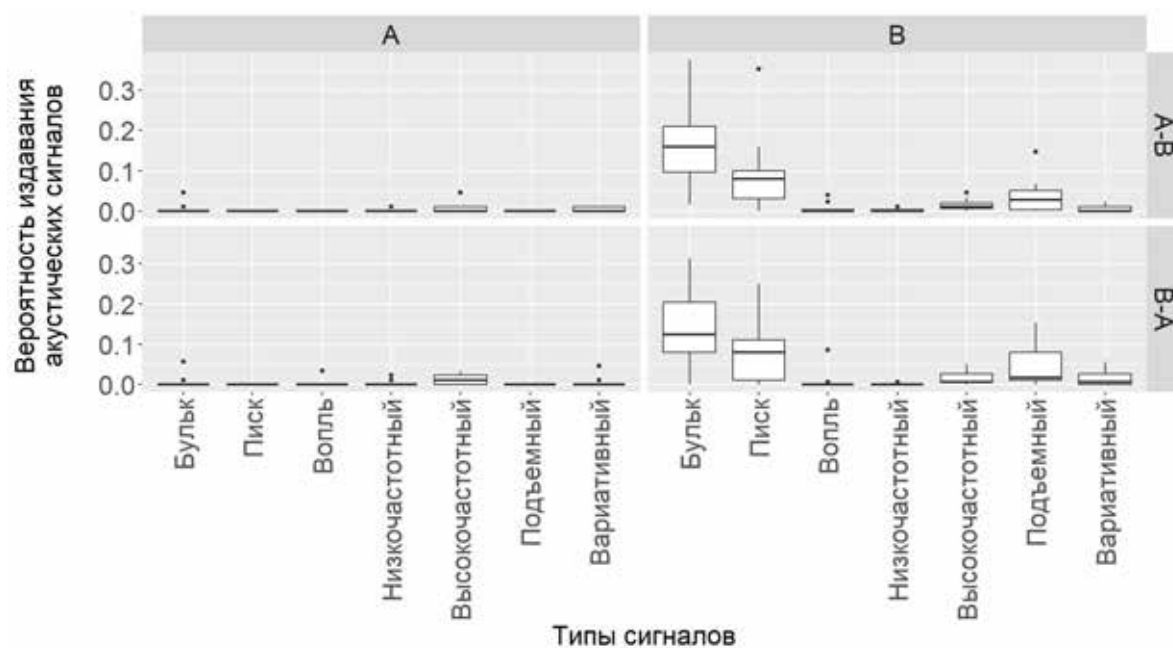 A B
Вероятность издавания
акустических сигналов
0.3
0.2
0.1
0.0
A-B
0.3
0.2
0.1
0.0
B-A
Бульк
Писк
Вопль
Низкочастотный
Высокочастотный
Подъемный
Вариативный
Бульк
Писк
Вопль
Низкочастотный
Высокочастотный
Подъемный
Вариативный
Типы сигналов